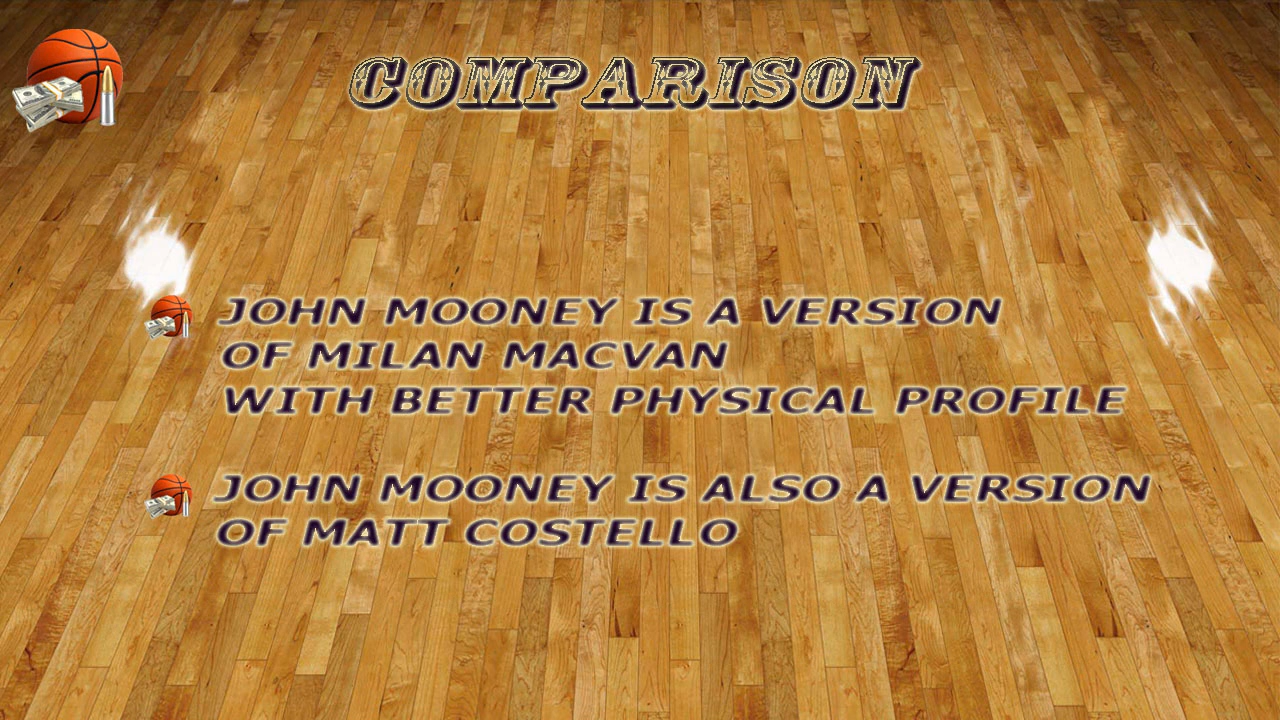 COMPARISON
JOHN MOONEY IS A VERSION
OF MILAN MACVAN
WITH BETTER PHYSICAL PROFILE
JOHN MOONEY IS ALSO A VERSION
OF MATT COSTELLO